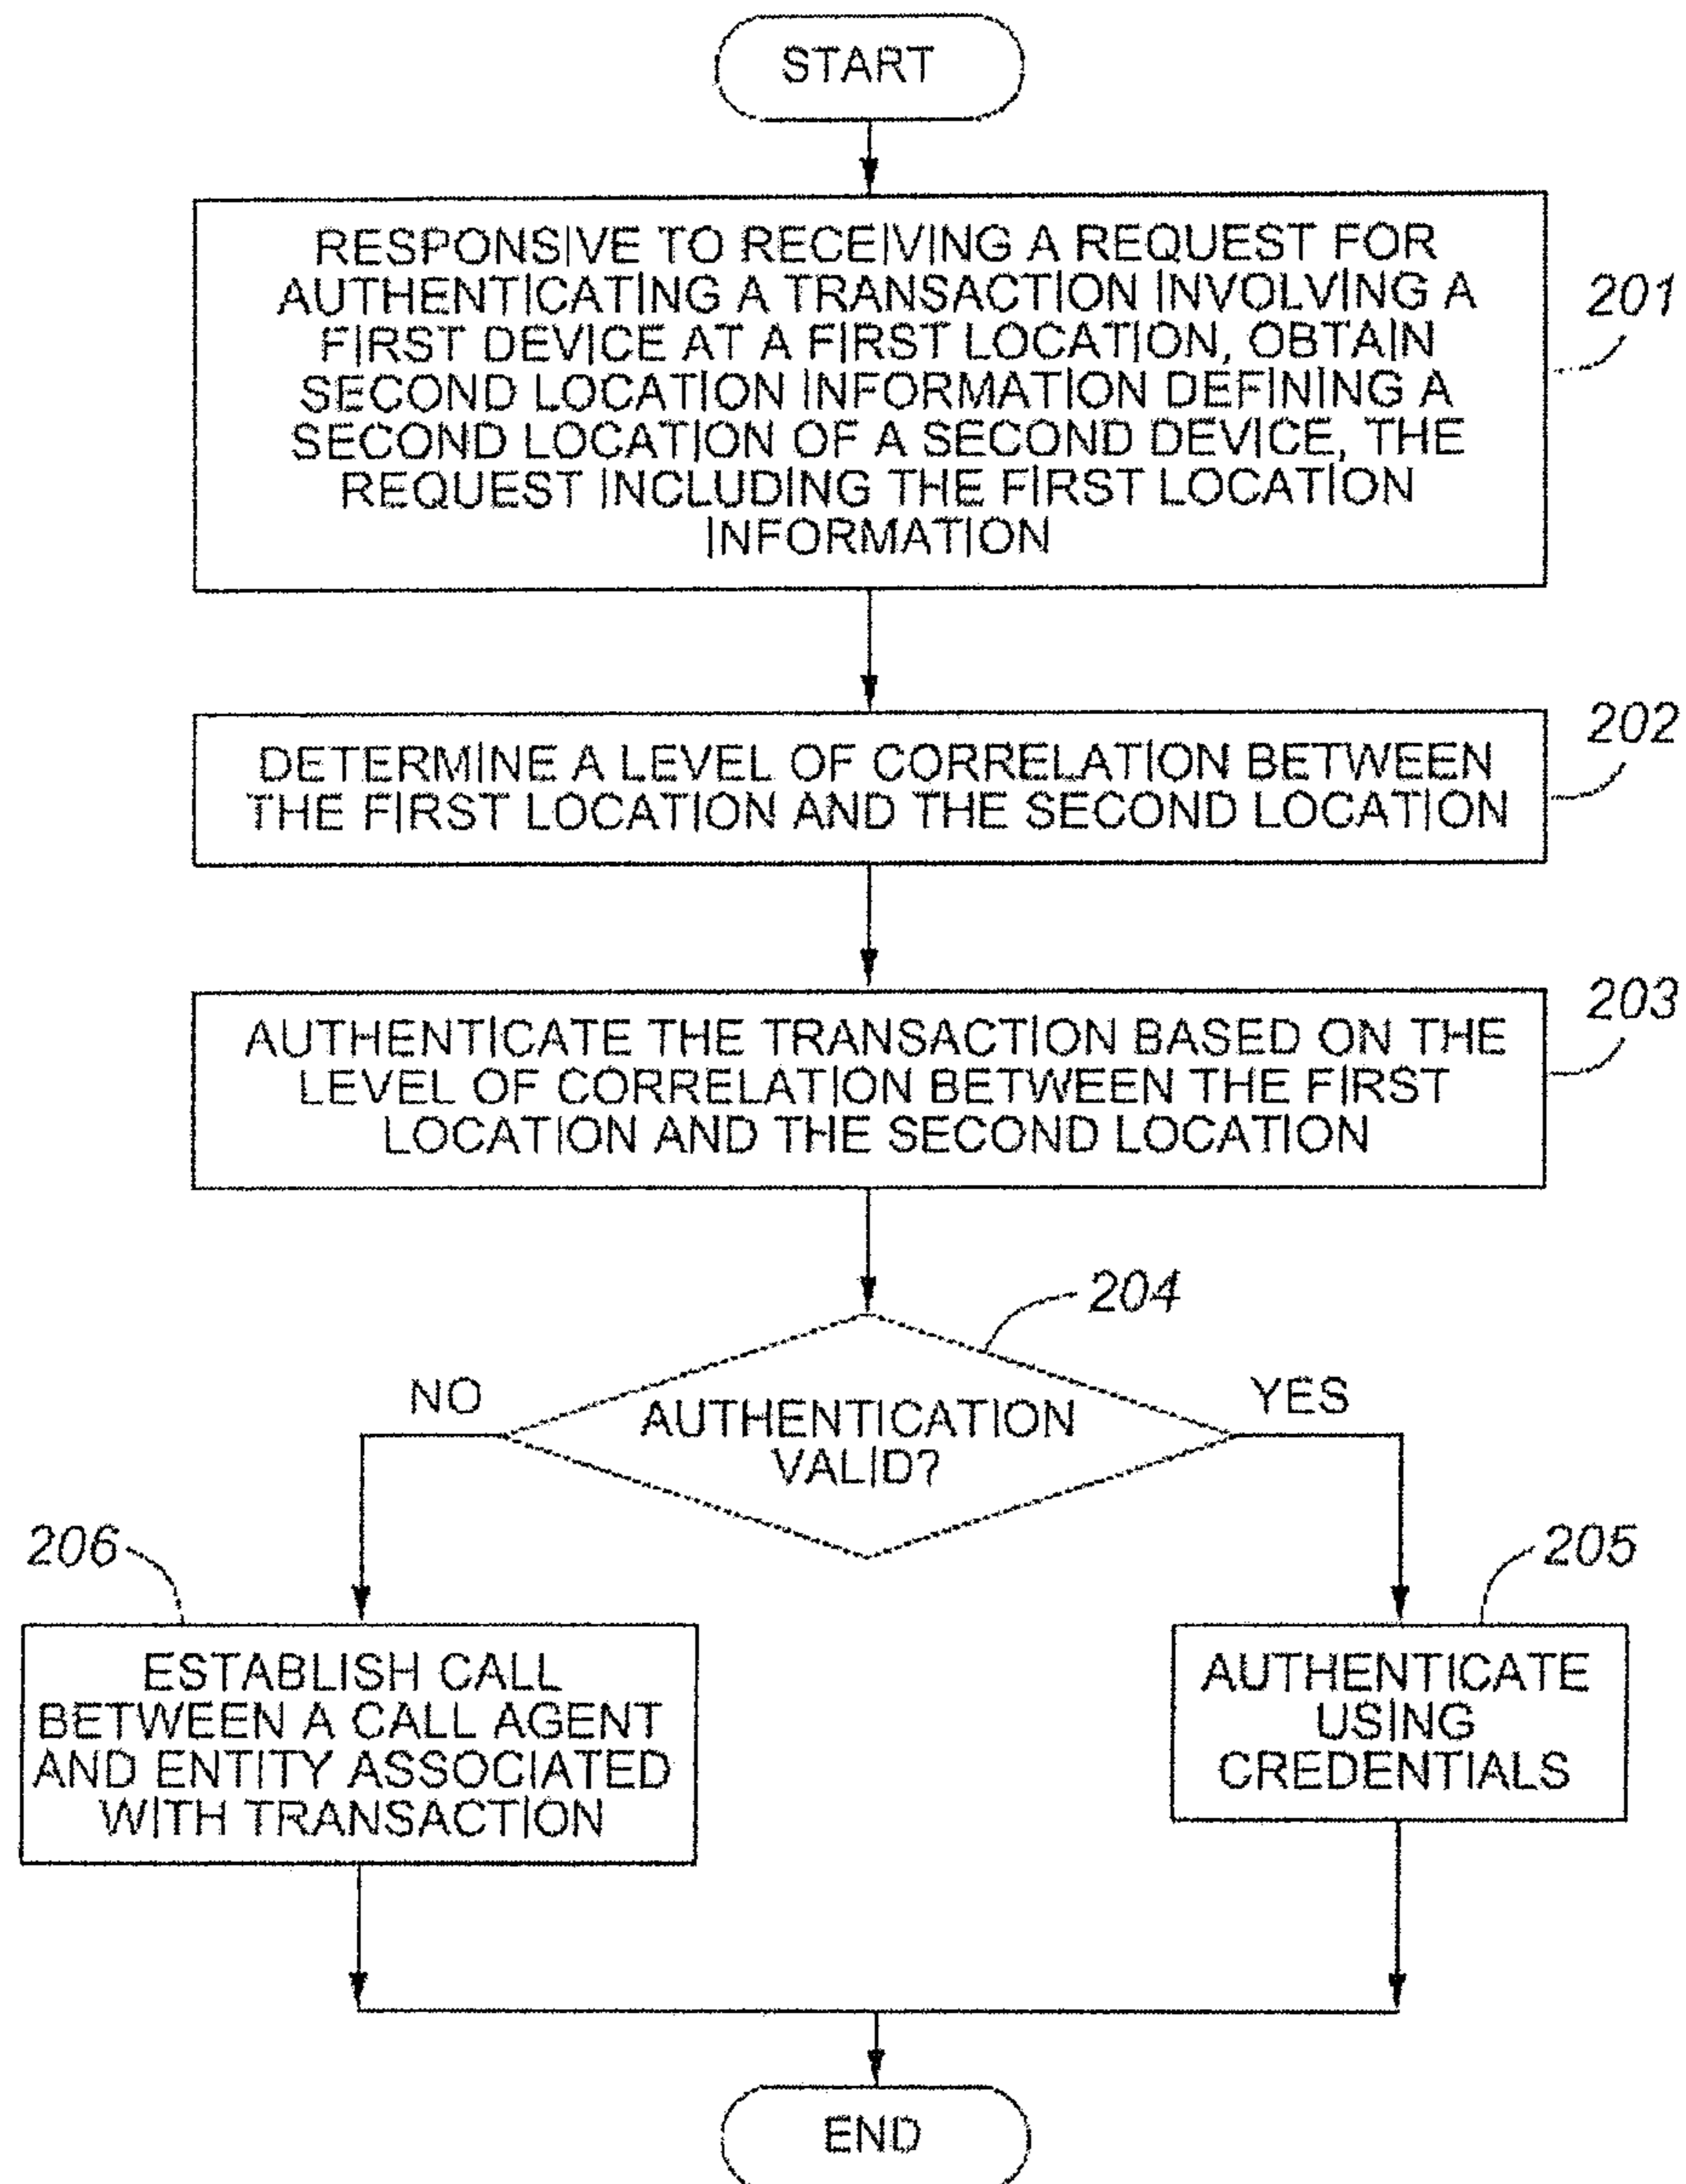 START
RESPONSIVE TO RECEIVING A REQUEST FOR
AUTHENTICATING A TRANSACTION INVOLVING A
FIRST DEVICE AT A FIRST LOCATION, OBTAIN
SECOND LOCATION INFORMATION DEFINING A
SECOND LOCATION OF A SECOND DEVICE, THE
REQUEST INCLUDING THE FIRST LOCATION
INFORMATION
201
DETERMINE A LEVEL OF CORRELATION BETWEEN
THE FIRST LOCATION AND THE SECOND LOCATION
202
AUTHENTICATE THE TRANSACTION BASED ON THE
LEVEL OF CORRELATION BETWEEN THE FIRST
LOCATION AND THE SECOND LOCATION
203
204
NO
AUTHENTICATION
VALID?
YES
206
ESTABLISH CALL
BETWEEN A CALL AGENT
AND ENTITY ASSOCIATED
WITH TRANSACTION
205
AUTHENTICATE
USING
CREDENTIALS
END